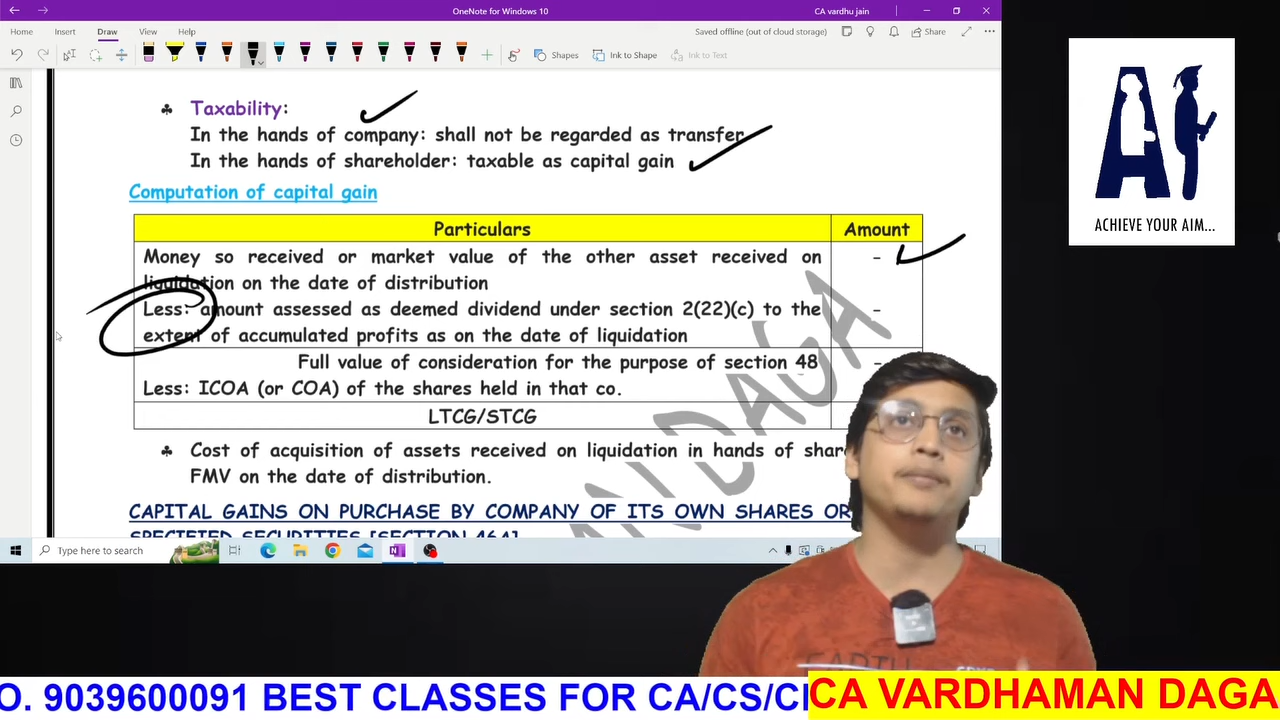 OneNote for Windows 10
CA vardhu jain
Home Insert Draw View Help
Saved offline (out of cloud storage)
Share
Shapes
Ink to Shape
Ink to Text
Taxability:
In the hands of company: shall not be regarded as transfer
In the hands of shareholder: taxable as capital gain
Computation of capital gain
Particulars Amount
Money so received or market value of the other asset received on -
liquidation on the date of distribution
Less: amount assessed as deemed dividend under section 2(22)(c) to the -
extent of accumulated profits as on the date of liquidation
Full value of consideration for the purpose of section 48 -
Less: ICOA (or COA) of the shares held in that co.
LTCG/STCG
Cost of acquisition of assets received on liquidation in hands of
FMV on the date of distribution.
CAPITAL GAINS ON PURCHASE BY COMPANY OF ITS OWN SHARES OR
SPECIFIED SECURITIES [SECTION 46A]
DAGA
Type here to search
ACHIEVE YOUR AIM...
EARTH
O. 9039600091 BEST CLASSES FOR CA/CS/
CA VARDHAMAN DAGA